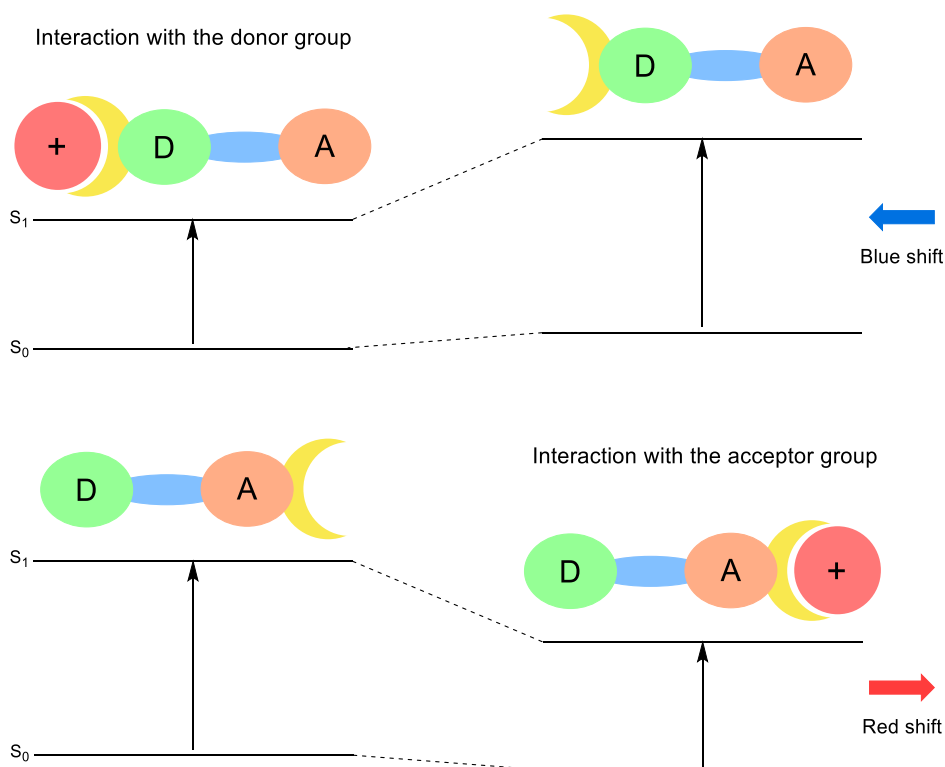 Interaction with the donor group
D A
+ D A
S₁
Blue shift
S₀
D A
Interaction with the acceptor group
S₁
D A +
Red shift
S₀